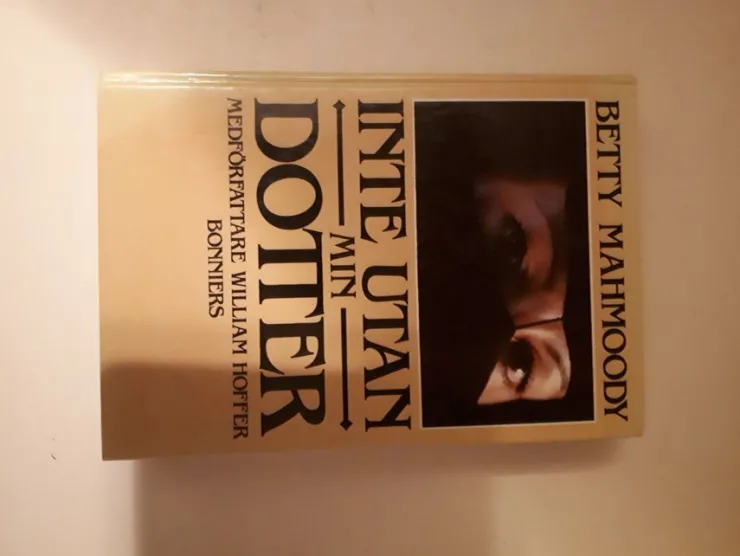 BETTY MAHMOODY
INTE UTAN
MIN
DOTTER
MEDFÖRFATTARE WILLIAM HOFFER
BONNIERS